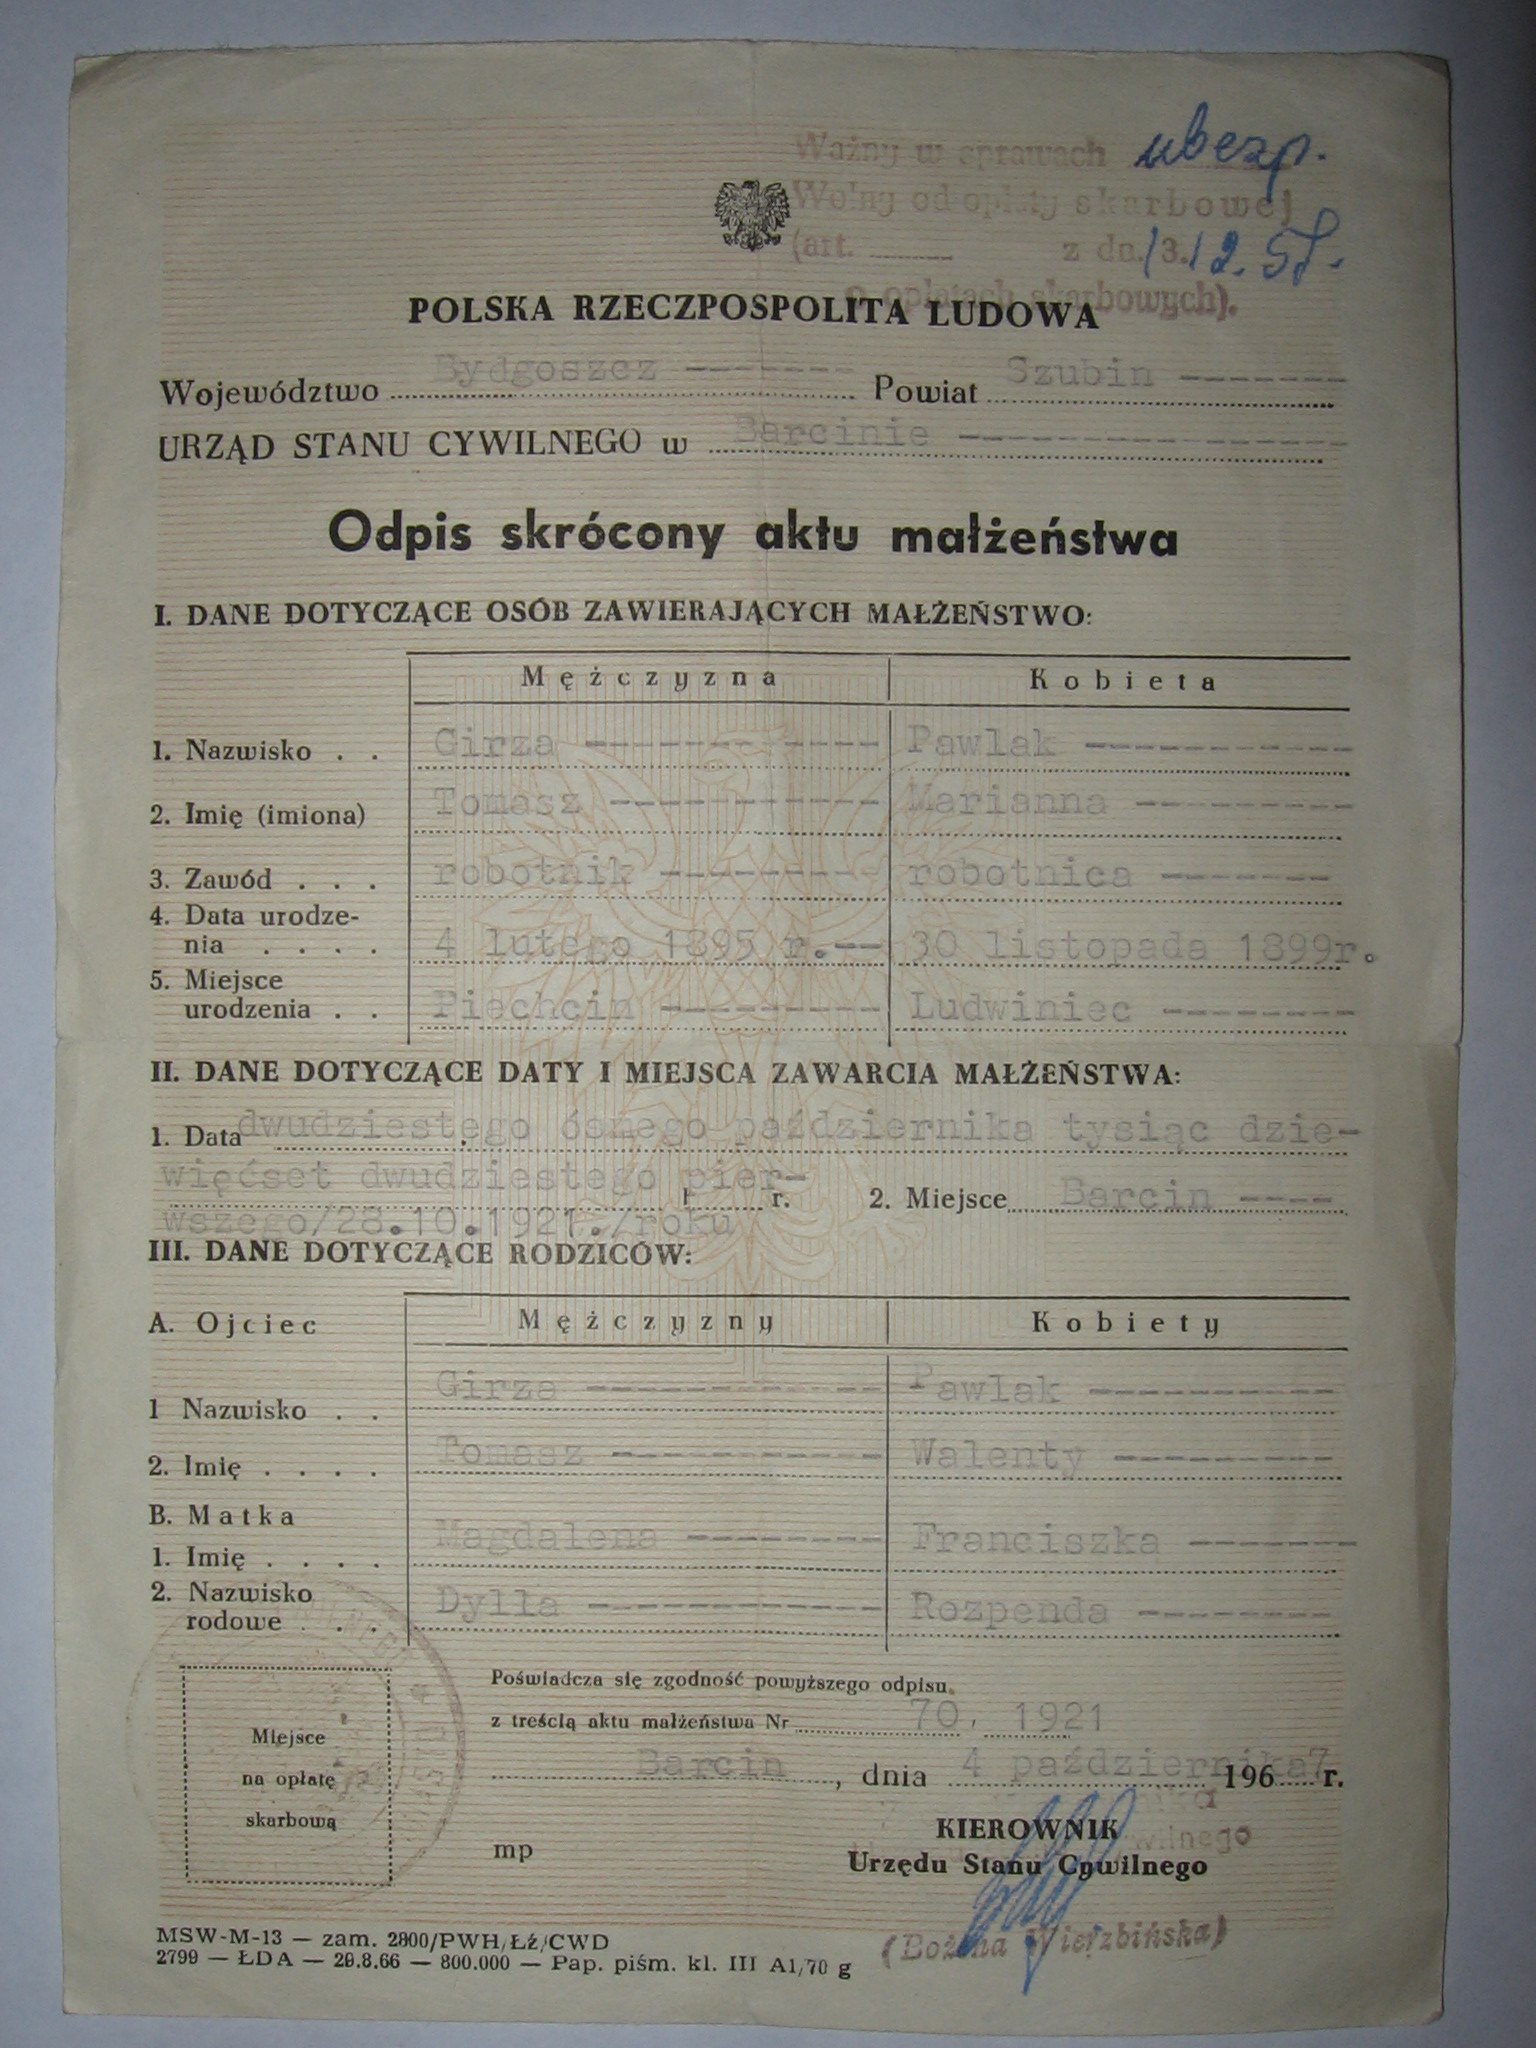 Ważny w sprawach ubezp.
Wolny od opłaty skarbowej
(art. ______ z dn. 13.12.57.
o opłatach skarbowych).
POLSKA RZECZPOSPOLITA LUDOWA
Województwo Bydgoszcz ------- Powiat Szubin -------
URZĄD STANU CYWILNEGO w Barcinie ----------------
Odpis skrócony aktu małżeństwa
I. DANE DOTYCZĄCE OSÓB ZAWIERAJĄCYCH MAŁŻEŃSTWO:
Mężczyzna Kobieta
1. Nazwisko . . Girza ------------ Pawlak -----------
2. Imię (imiona) Tomasz ----------- Marianna ---------
3. Zawód . . . robotnik --------- robotnica -------
4. Data urodze-
nia . . . . 4 lutego 1895 r.-- 30 listopada 1899r.
5. Miejsce
urodzenia . . Piechcin --------- Ludwiniec --------
II. DANE DOTYCZĄCE DATY I MIEJSCA ZAWARCIA MAŁŻEŃSTWA:
1. Data dwudziestego ósmego października tysiąc dzie-
więćset dwudziestego pier-
r. 2. Miejsce Barcin ----
wszego/28.10.1921./roku
III. DANE DOTYCZĄCE RODZICÓW:
A. Ojciec Mężczyzny Kobiety
1 Nazwisko . . Girza ------------ Pawlak ----------
2. Imię . . . . Tomasz ----------- Walenty ---------
B. Matka
1. Imię . . . . Magdalena -------- Franciszka -------
2. Nazwisko
rodowe . . . Dylla ------------ Rozpenda --------
Poświadcza się zgodność powyższego odpisu
z treścią aktu małżeństwa Nr 70, 1921
Barcin, dnia 4 października 1967 r.
Miejsce
na opłatę
skarbową
mp
KIEROWNIK
Urzędu Stanu Cywilnego
(Bożena Wierzbińska)
MSW-M-13 — zam. 2800/PWH/Łź/CWD
2799 — ŁDA — 29.8.66 — 800.000 — Pap. piśm. kl. III A1/70 g